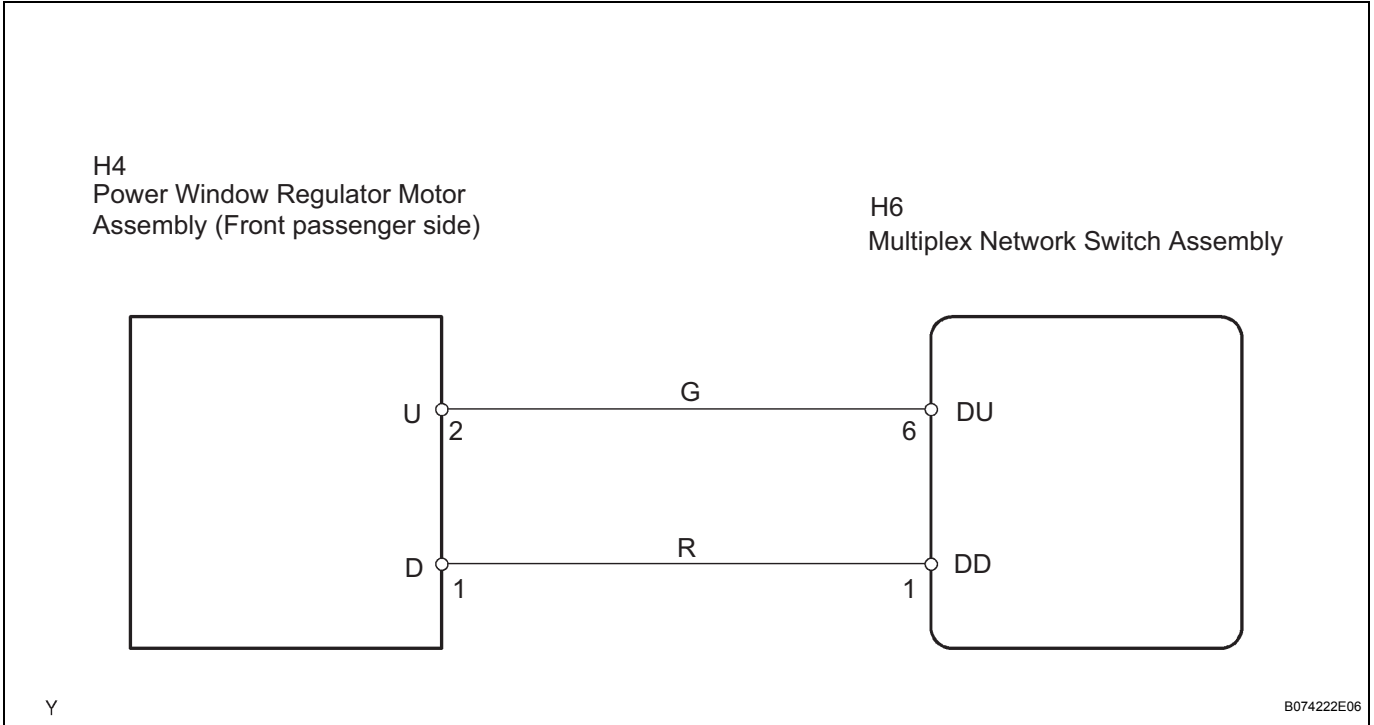 H4
Power Window Regulator Motor
Assembly (Front passenger side)
H6
Multiplex Network Switch Assembly
G
U
2
6
DU
R
D
1
1
DD
Y
B074222E06